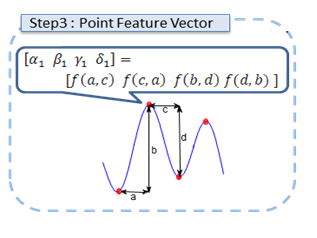 Step3 : Point Feature Vector
[α₁ β₁ γ₁ δ₁] =
[f(a,c) f(c,a) f(b,d) f(d,b) ]
c
d
b
a